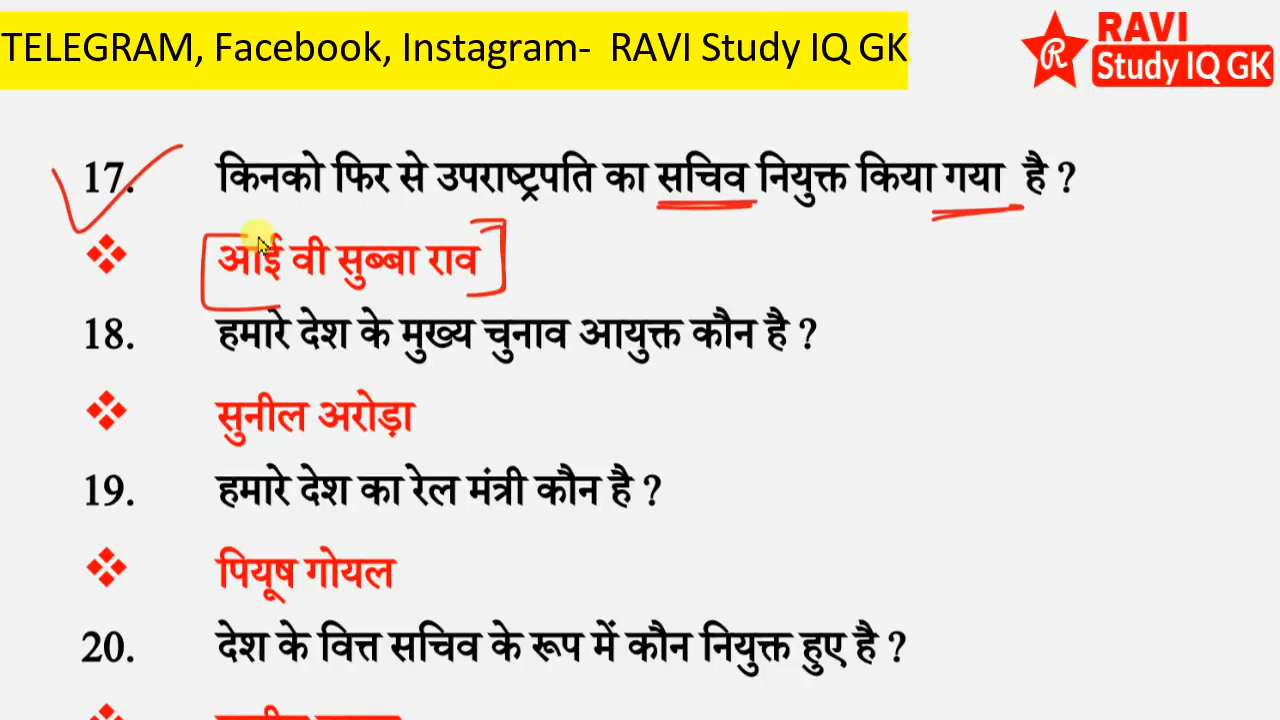 TELEGRAM, Facebook, Instagram- RAVI Study IQ GK
RAVI
R
Study IQ GK
17. किनको फिर से उपराष्ट्रपति का सचिव नियुक्त किया गया है ?
❖ आई वी सुब्बा राव
18. हमारे देश के मुख्य चुनाव आयुक्त कौन है ?
❖ सुनील अरोड़ा
19. हमारे देश का रेल मंत्री कौन है ?
❖ पियूष गोयल
20. देश के वित्त सचिव के रूप में कौन नियुक्त हुए है ?